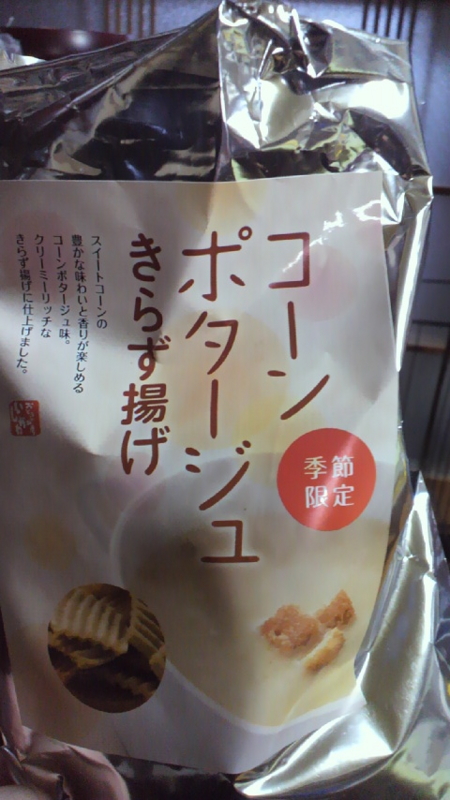 コーン
ポタージュ
きらず揚げ
季節
限定
スイートコーンの
豊かな味わいと香りが楽しめる
コーンポタージュ味。
クリーミーリッチな
きらず揚げに仕上げました。